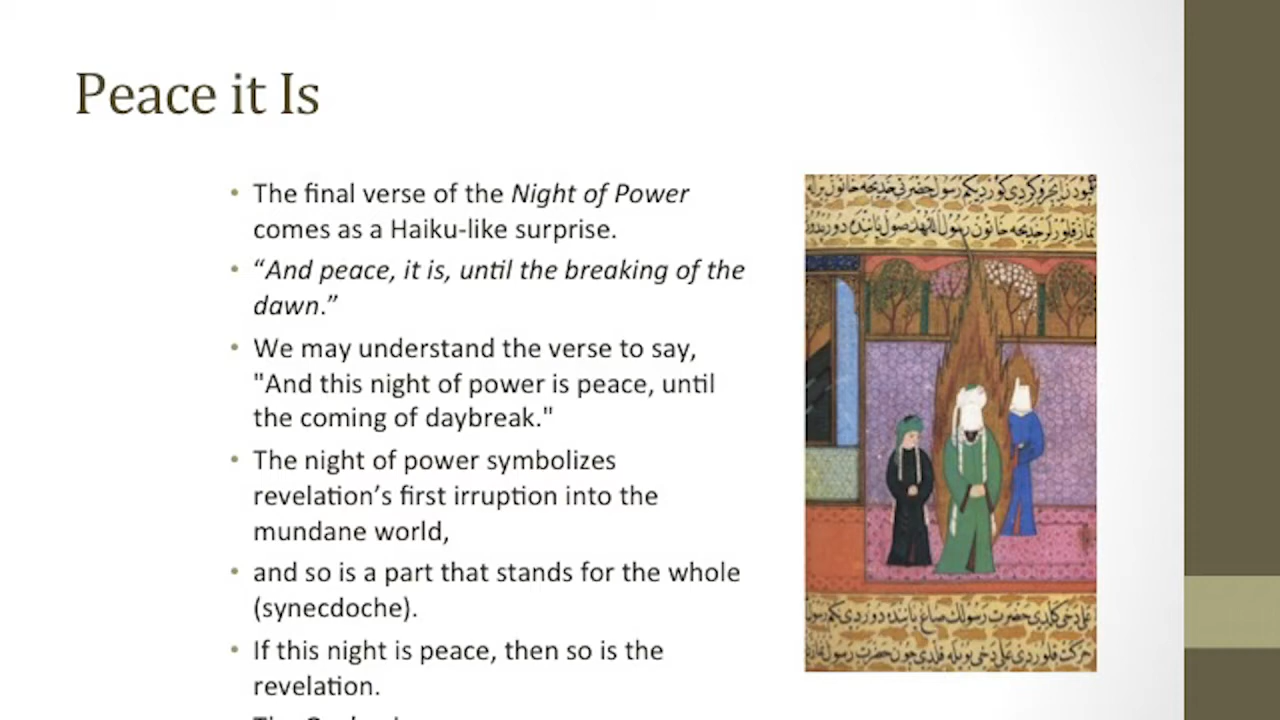 Peace it Is
• The final verse of the Night of Power
comes as a Haiku-like surprise.
• “And peace, it is, until the breaking of the
dawn.”
• We may understand the verse to say,
"And this night of power is peace, until
the coming of daybreak."
• The night of power symbolizes
revelation’s first irruption into the
mundane world,
• and so is a part that stands for the whole
(synecdoche).
• If this night is peace, then so is the
revelation.